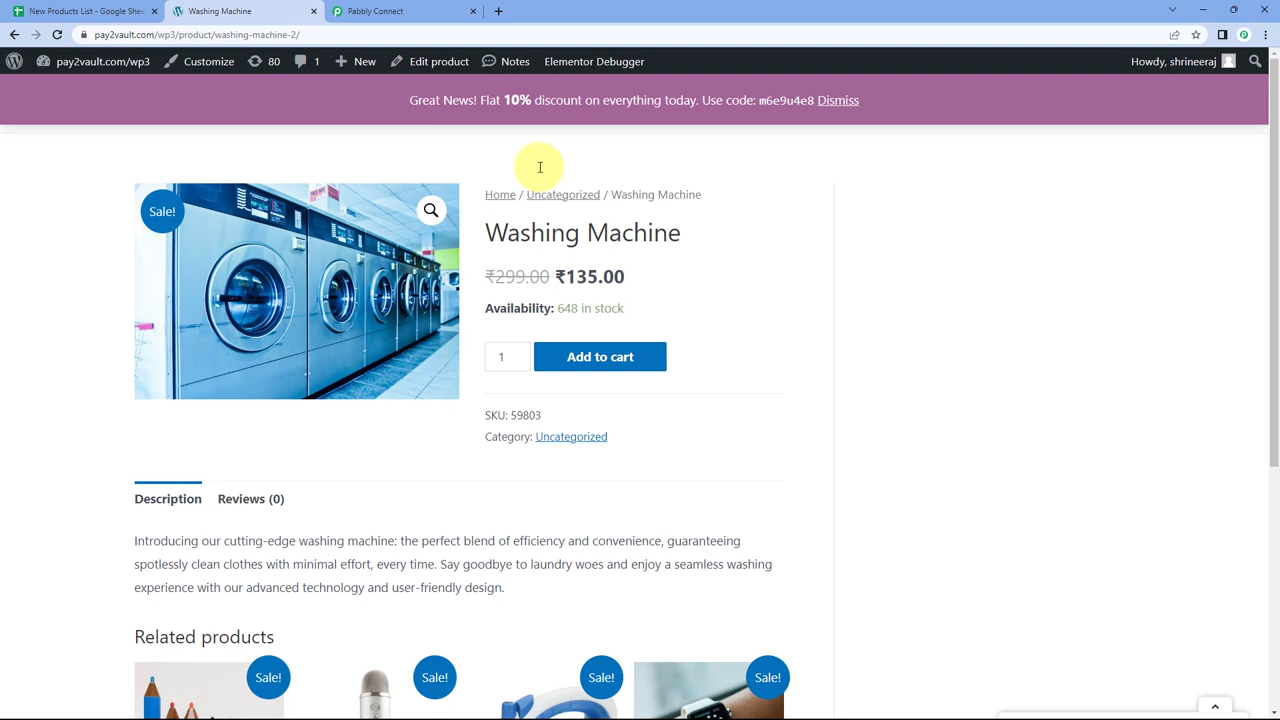 New Products List - Google She
Washing Machine
Pabbly Connect
pay2vault.com/wp3/product/washing-machine-2/
pay2vault.com/wp3
Customize
80
1
New
Edit product
Notes
Elementor Debugger
Howdy, shrineeraj
Great News! Flat 10% discount on everything today. Use code: m6e9u4e8 Dismiss
Sale!
Home / Uncategorized / Washing Machine
Washing Machine
₹299.00 ₹135.00
Availability: 648 in stock
1
Add to cart
SKU: 59803
Category: Uncategorized
Description
Reviews (0)
Introducing our cutting-edge washing machine: the perfect blend of efficiency and convenience, guaranteeing
spotlessly clean clothes with minimal effort, every time. Say goodbye to laundry woes and enjoy a seamless washing
experience with our advanced technology and user-friendly design.
Related products
Sale!
Sale!
Sale!
Sale!